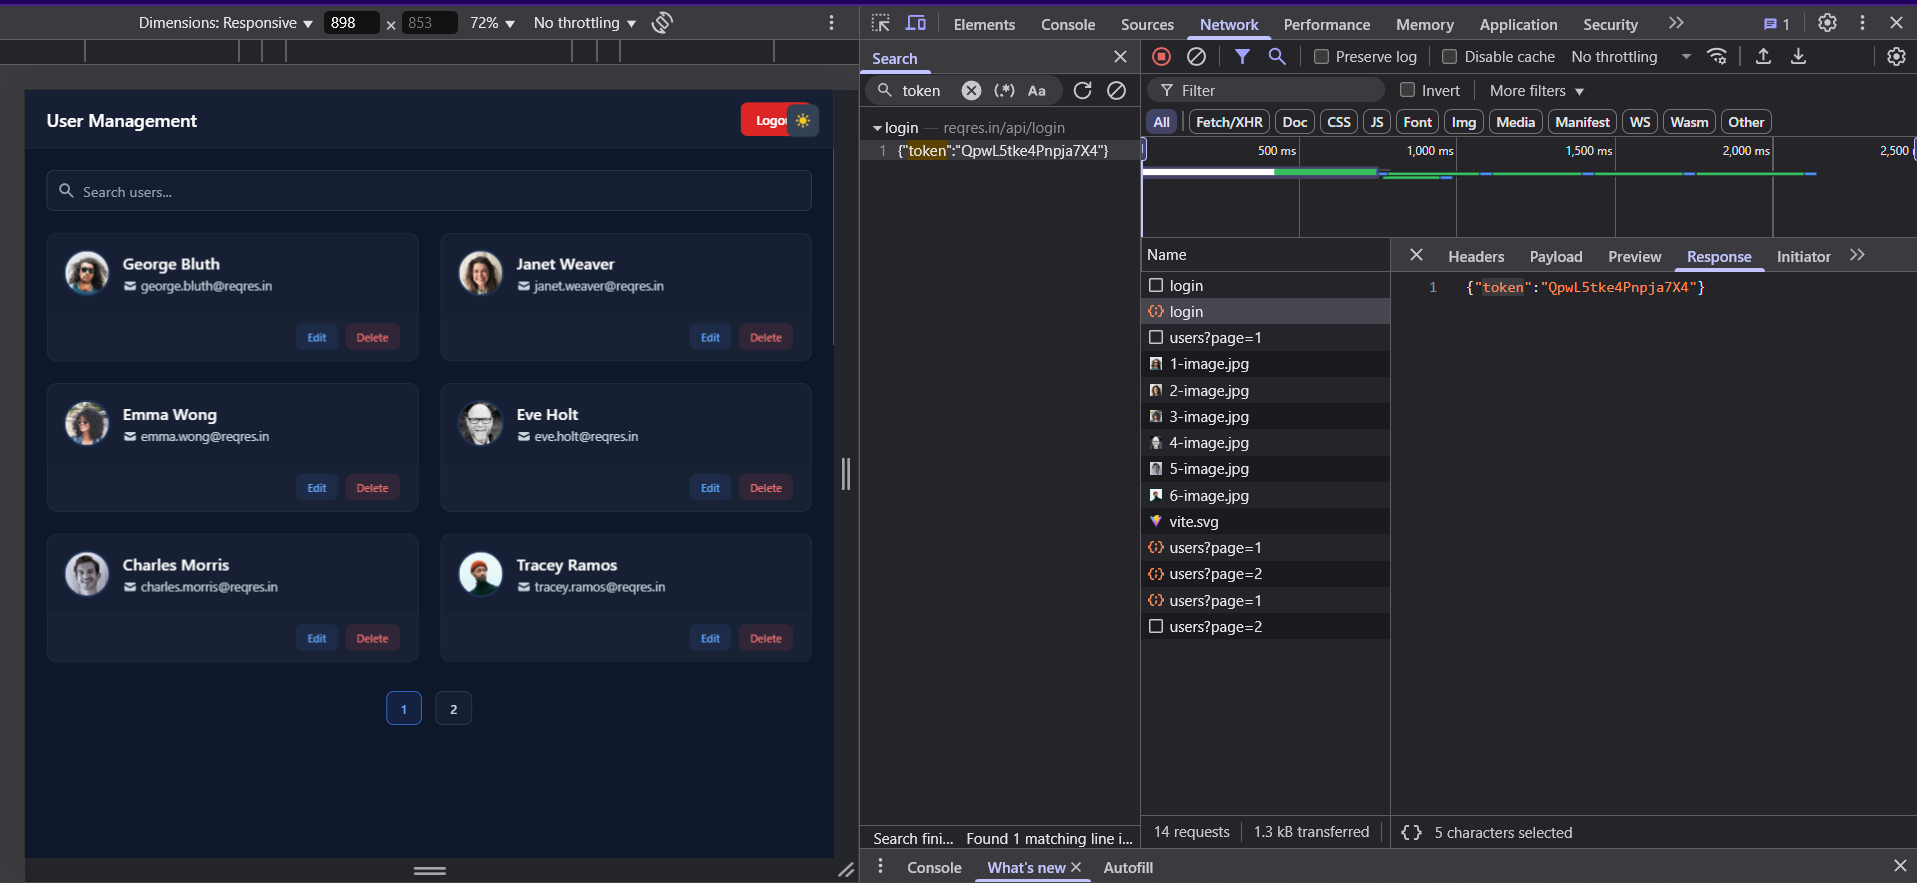 Dimensions: Responsive 898 × 853 72% No throttling
User Management
Logo
Search users...
George Bluth
george.bluth@reqres.in
Edit Delete
Janet Weaver
janet.weaver@reqres.in
Edit Delete
Emma Wong
emma.wong@reqres.in
Edit Delete
Eve Holt
eve.holt@reqres.in
Edit Delete
Charles Morris
charles.morris@reqres.in
Edit Delete
Tracey Ramos
tracey.ramos@reqres.in
Edit Delete
1 2
Elements Console Sources Network Performance Memory Application Security 1
Search
token (.*) Aa
login — reqres.in/api/login
1 {"token":"QpwL5tke4Pnpja7X4"}
Search fini... Found 1 matching line i...
Preserve log Disable cache No throttling
Filter Invert More filters
All Fetch/XHR Doc CSS JS Font Img Media Manifest WS Wasm Other
500 ms 1,000 ms 1,500 ms 2,000 ms 2,500
Name
login
login
users?page=1
1-image.jpg
2-image.jpg
3-image.jpg
4-image.jpg
5-image.jpg
6-image.jpg
vite.svg
users?page=1
users?page=2
users?page=1
users?page=2
14 requests 1.3 kB transferred
Headers Payload Preview Response Initiator
1 {"token":"QpwL5tke4Pnpja7X4"}
{} 5 characters selected
Console What's new Autofill